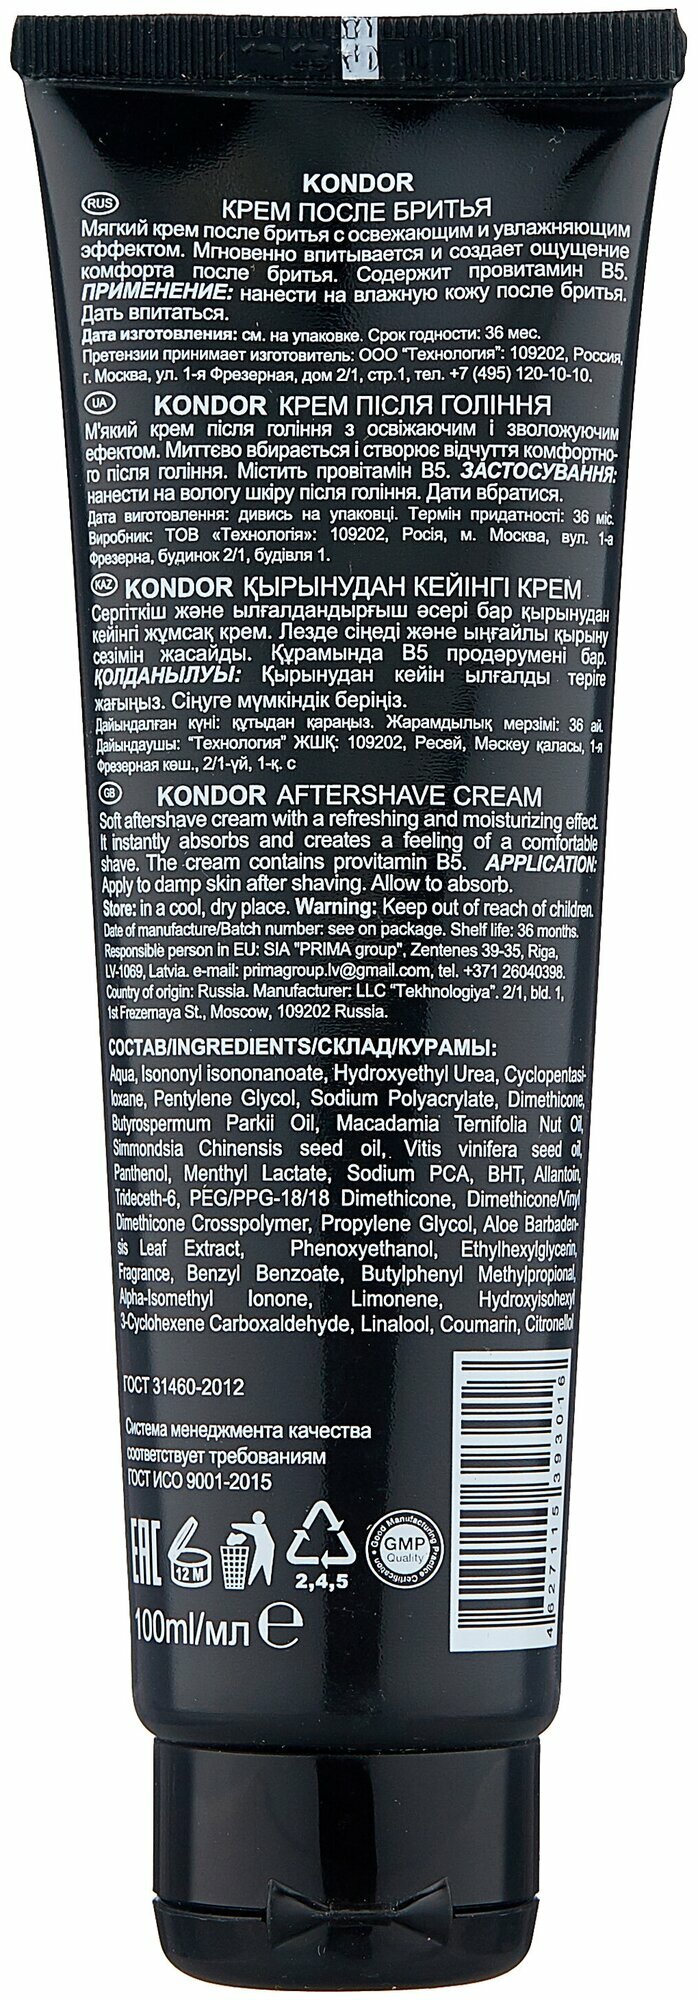 KONDOR
RUS КРЕМ ПОСЛЕ БРИТЬЯ
Мягкий крем после бритья с освежающим и увлажняющим
эффектом. Мгновенно впитывается и создает ощущение
комфорта после бритья. Содержит провитамин В5.
ПРИМЕНЕНИЕ: нанести на влажную кожу после бритья.
Дать впитаться.
Дата изготовления: см. на упаковке. Срок годности: 36 мес.
Претензии принимает изготовитель: ООО "Технология": 109202, Россия,
г. Москва, ул. 1-я Фрезерная, дом 2/1, стр.1, тел. +7 (495) 120-10-10.
UA KONDOR КРЕМ ПІСЛЯ ГОЛІННЯ
М'який крем після гоління з освіжаючим і зволожуючим
ефектом. Миттєво вбирається і створює відчуття комфортно-
го після гоління. Містить провітамін В5. ЗАСТОСУВАННЯ:
нанести на вологу шкіру після гоління. Дати вбратися.
Дата виготовлення: дивись на упаковці. Термін придатності: 36 міс.
Виробник: ТОВ «Технологія»: 109202, Росія, м. Москва, вул. 1-а
Фрезерна, будинок 2/1, будівля 1.
KAZ KONDOR ҚЫРЫНУДАН КЕЙІНГІ КРЕМ
Сергіткіш және ылғалдандырғыш әсері бар қырынудан
кейінгі жұмсақ крем. Лезде сіңеді және ыңғайлы қырыну
сезімін жасайды. Құрамында В5 продәрумені бар.
ҚОЛДАНЫЛУЫ: Қырынудан кейін ылғалды теріге
жағыңыз. Сіңуге мүмкіндік беріңіз.
Дайындалған күні: құтыдан қараңыз. Жарамдылық мерзімі: 36 ай.
Дайындаушы: "Технология" ЖШҚ: 109202, Ресей, Мәскеу қаласы, 1-я
Фрезерная көш., 2/1-үй, 1-қ. с
GB KONDOR AFTERSHAVE CREAM
Soft aftershave cream with a refreshing and moisturizing effect.
It instantly absorbs and creates a feeling of a comfortable
shave. The cream contains provitamin B5. APPLICATION:
Apply to damp skin after shaving. Allow to absorb.
Store: in a cool, dry place. Warning: Keep out of reach of children.
Date of manufacture/Batch number: see on package. Shelf life: 36 months.
Responsible person in EU: SIA "PRIMA group", Zentenes 39-35, Riga,
LV-1069, Latvia. e-mail: primagroup.lv@gmail.com, tel. +371 26040398.
Country of origin: Russia. Manufacturer: LLC "Tekhnologiya". 2/1, bld. 1,
1st Frezernaya St., Moscow, 109202 Russia.
СОСТАВ/INGREDIENTS/СКЛАД/КУРАМЫ:
Aqua, Isononyl isononanoate, Hydroxyethyl Urea, Cyclopentasi-
loxane, Pentylene Glycol, Sodium Polyacrylate, Dimethicone,
Butyrospermum Parkii Oil, Macadamia Ternifolia Nut Oil,
Simmondsia Chinensis seed oil, Vitis vinifera seed oil,
Panthenol, Menthyl Lactate, Sodium PCA, BHT, Allantoin,
Trideceth-6, PEG/PPG-18/18 Dimethicone, Dimethicone/Vinyl
Dimethicone Crosspolymer, Propylene Glycol, Aloe Barbaden-
sis Leaf Extract, Phenoxyethanol, Ethylhexylglycerin,
Fragrance, Benzyl Benzoate, Butylphenyl Methylpropional,
Alpha-Isomethyl Ionone, Limonene, Hydroxyisohexyl
3-Cyclohexene Carboxaldehyde, Linalool, Coumarin, Citronellol
ГОСТ 31460-2012
Система менеджмента качества
соответствует требованиям
ГОСТ ИСО 9001-2015
4627115393016
EAC
12 M
2,4,5
Good Manufacturing Practice Certification
GMP
Quality
100ml/мл e